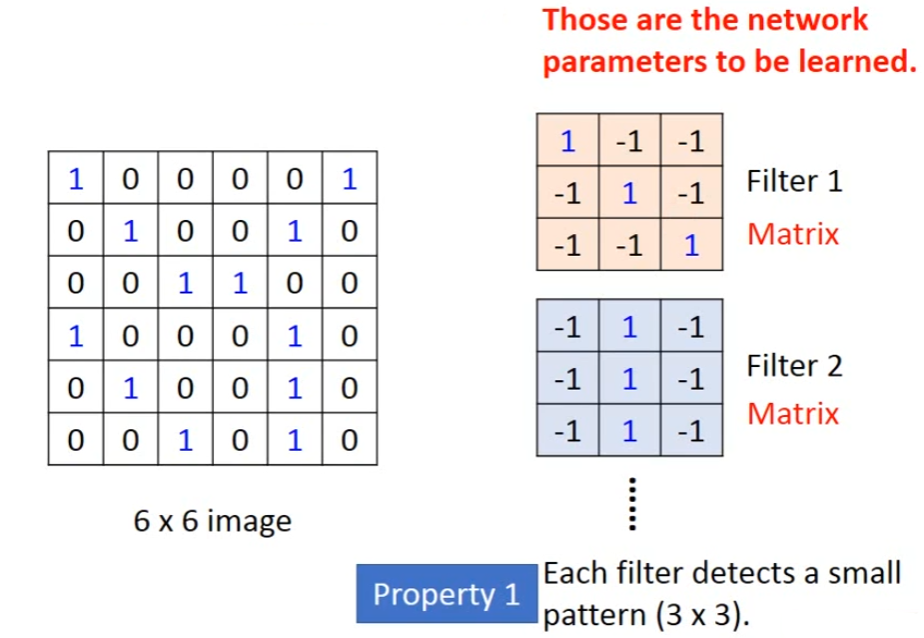 Those are the network
parameters to be learned.
1 0 0 0 0 1
0 1 0 0 1 0
0 0 1 1 0 0
1 0 0 0 1 0
0 1 0 0 1 0
0 0 1 0 1 0
6 x 6 image
1 -1 -1
-1 1 -1
-1 -1 1
Filter 1
Matrix
-1 1 -1
-1 1 -1
-1 1 -1
Filter 2
Matrix
Property 1
Each filter detects a small
pattern (3 x 3).